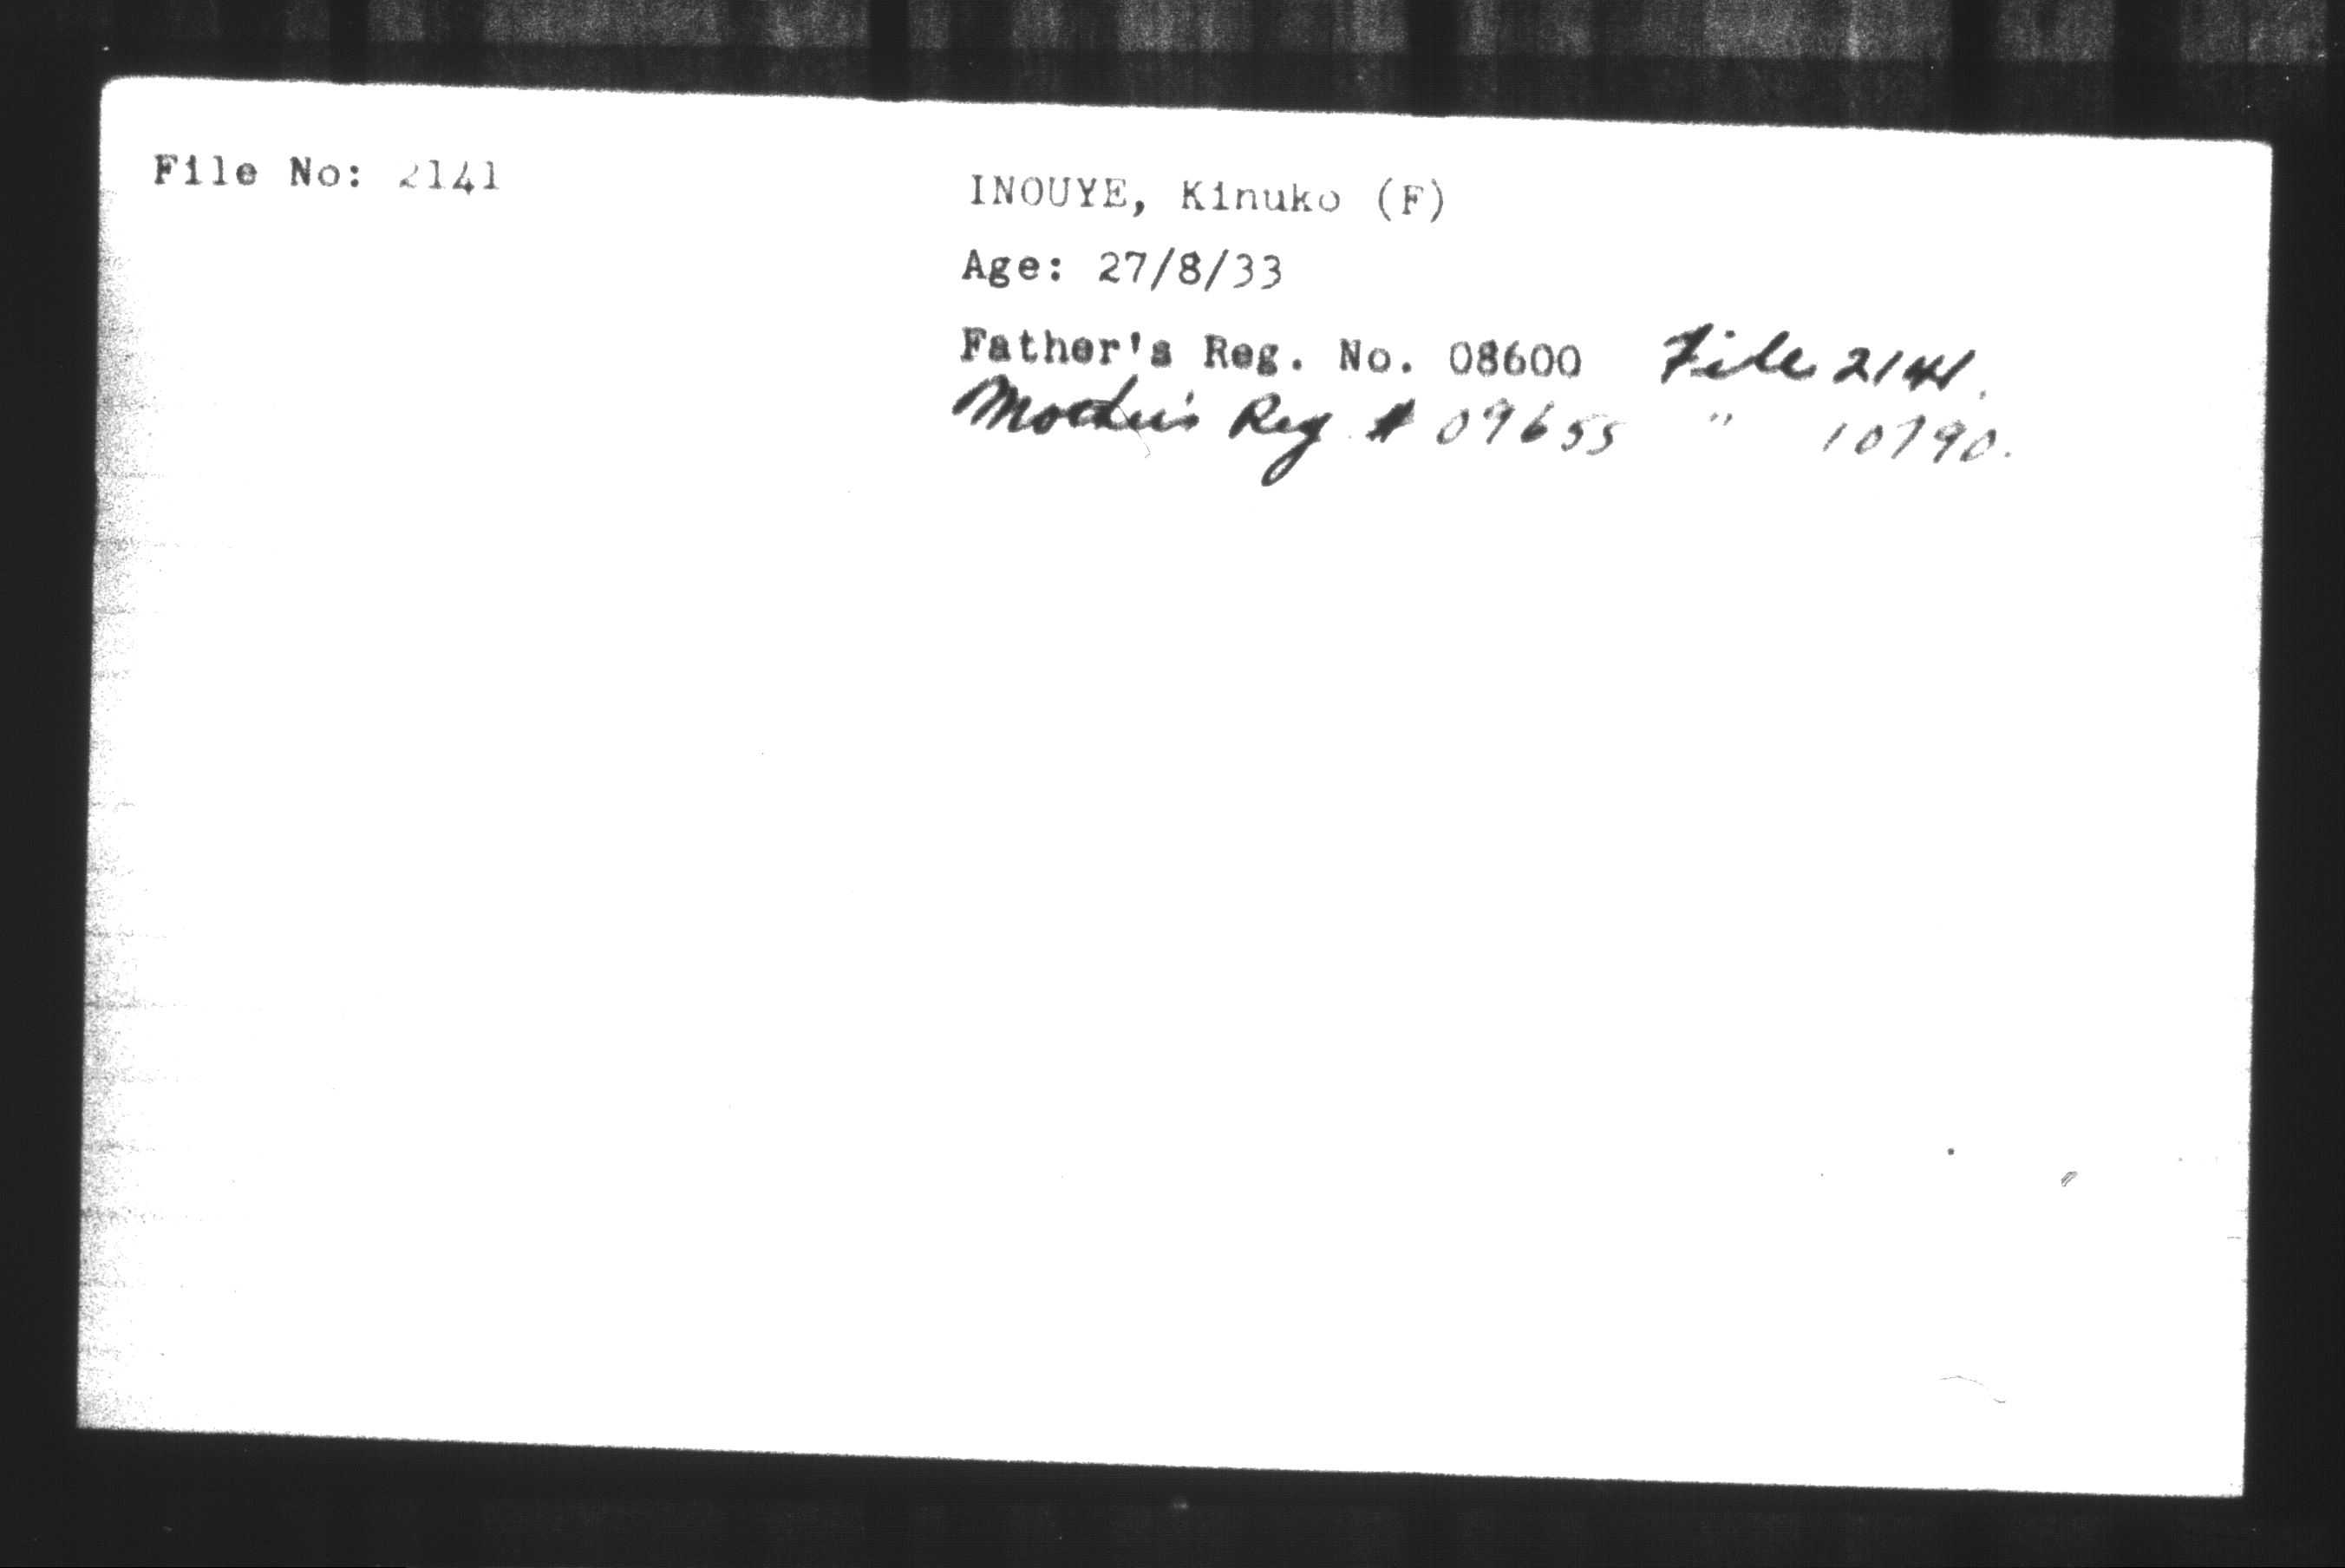 File No: 2141
INOUYE, Kinuko (F)
Age: 27/8/33
Father's Reg. No. 08600 File 2141.
Mother's Reg. # 09655 " 10790.